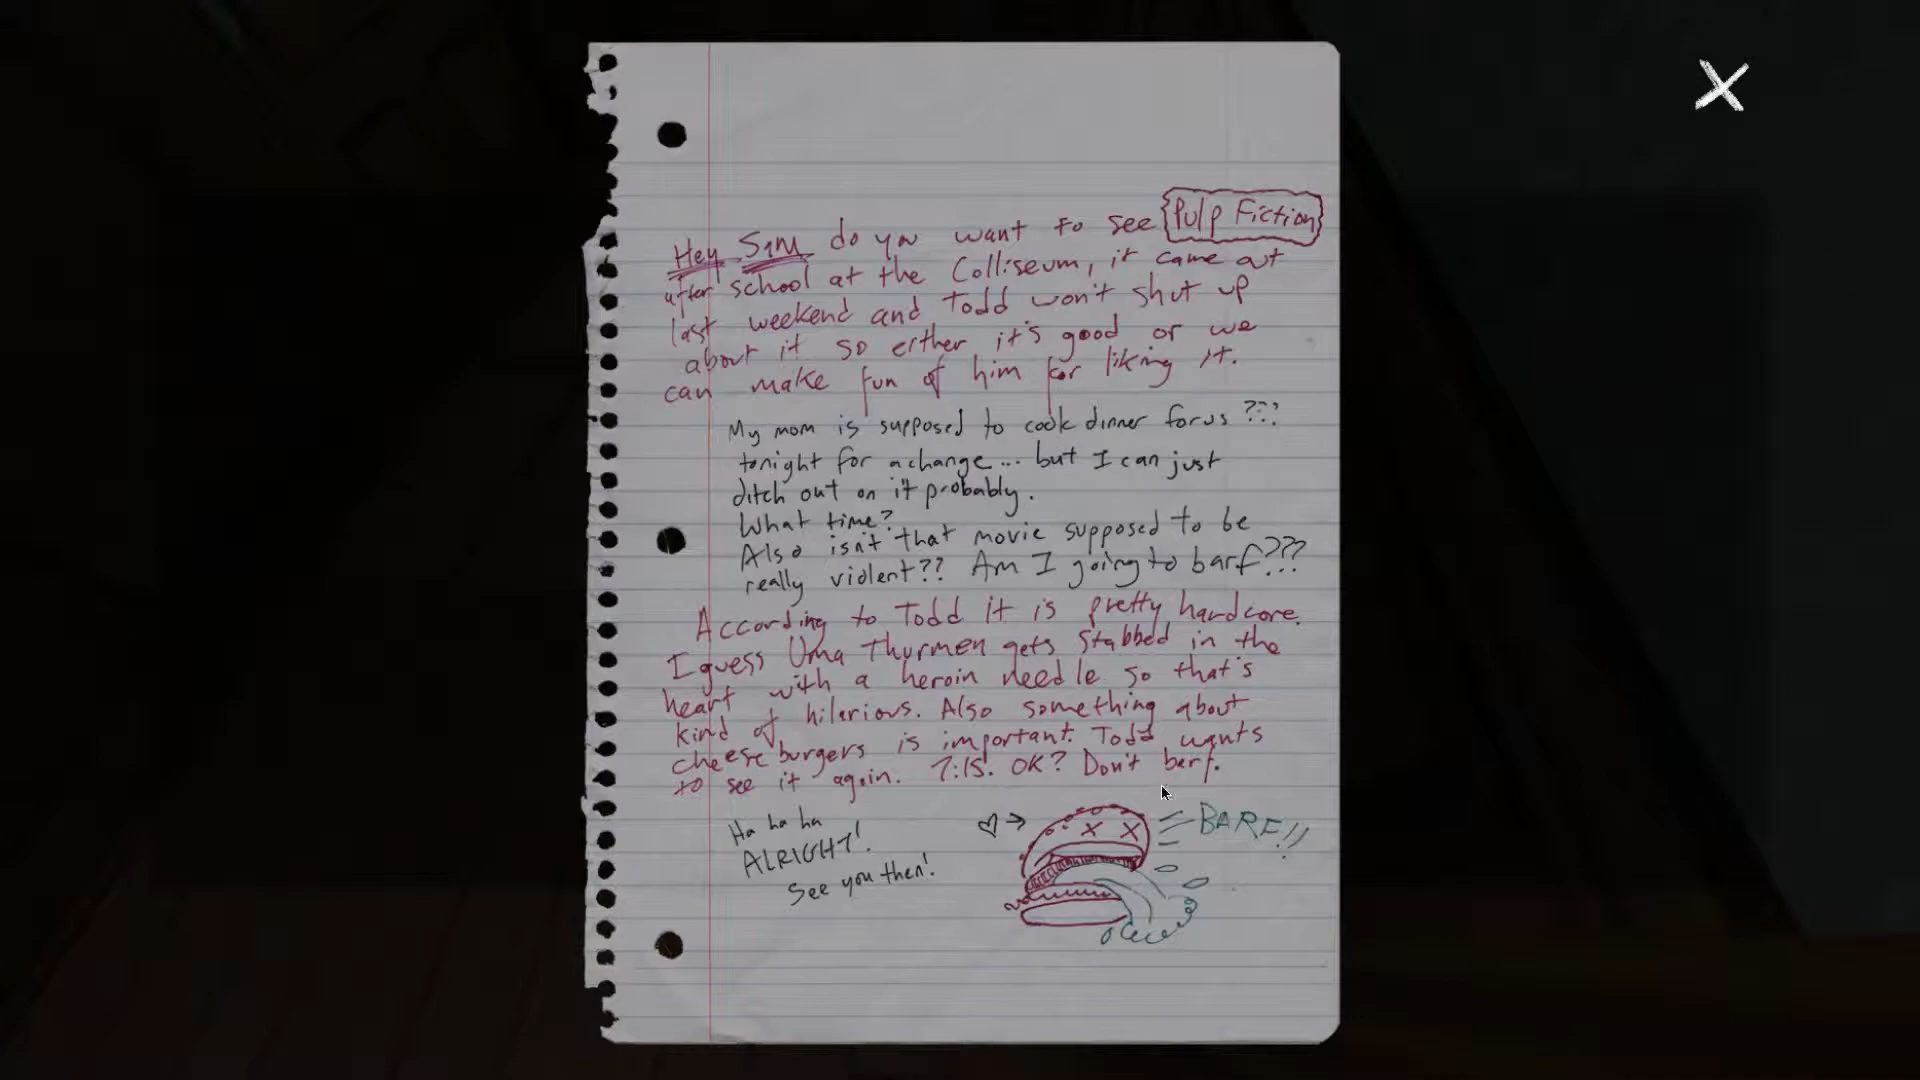 Hey SAM do you want to see Pulp Fiction
after school at the Colliseum, it came out
last weekend and Todd won't shut up
about it so either it's good or we
can make fun of him for liking it.
My mom is supposed to cook dinner for us ???
tonight for a change... but I can just
ditch out on it probably.
What time?
Also isn't that movie supposed to be
really violent?? Am I going to barf???
According to Todd it is pretty hardcore.
I guess Uma Thurmen gets stabbed in the
heart with a heroin needle so that's
kind of hilarious. Also something about
cheeseburgers is important. Todd wants
to see it again. 7:15. OK? Don't barf.
Ha ha ha
ALRIGHT!
See you then!
BARF!!